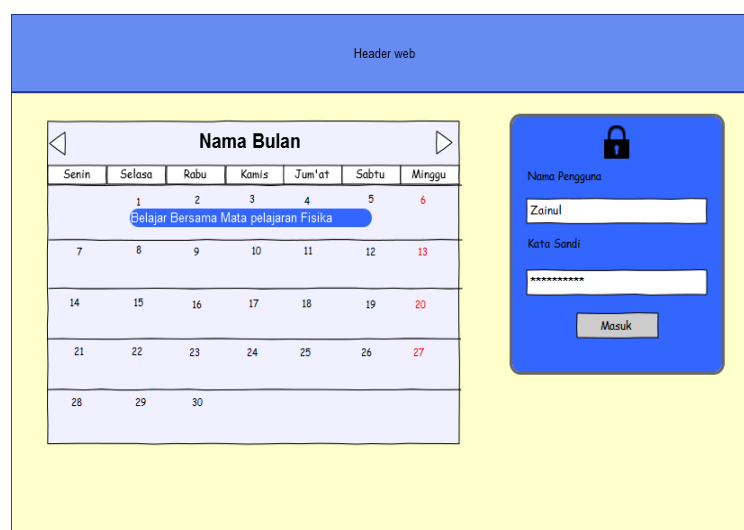 Header web
Nama Bulan
Senin Selasa Rabu Kamis Jum'at Sabtu Minggu
1 2 3 4 5 6
Belajar Bersama Mata pelajaran Fisika
7 8 9 10 11 12 13
14 15 16 17 18 19 20
21 22 23 24 25 26 27
28 29 30
Nama Pengguna
Zainul
Kata Sandi
**********
Masuk